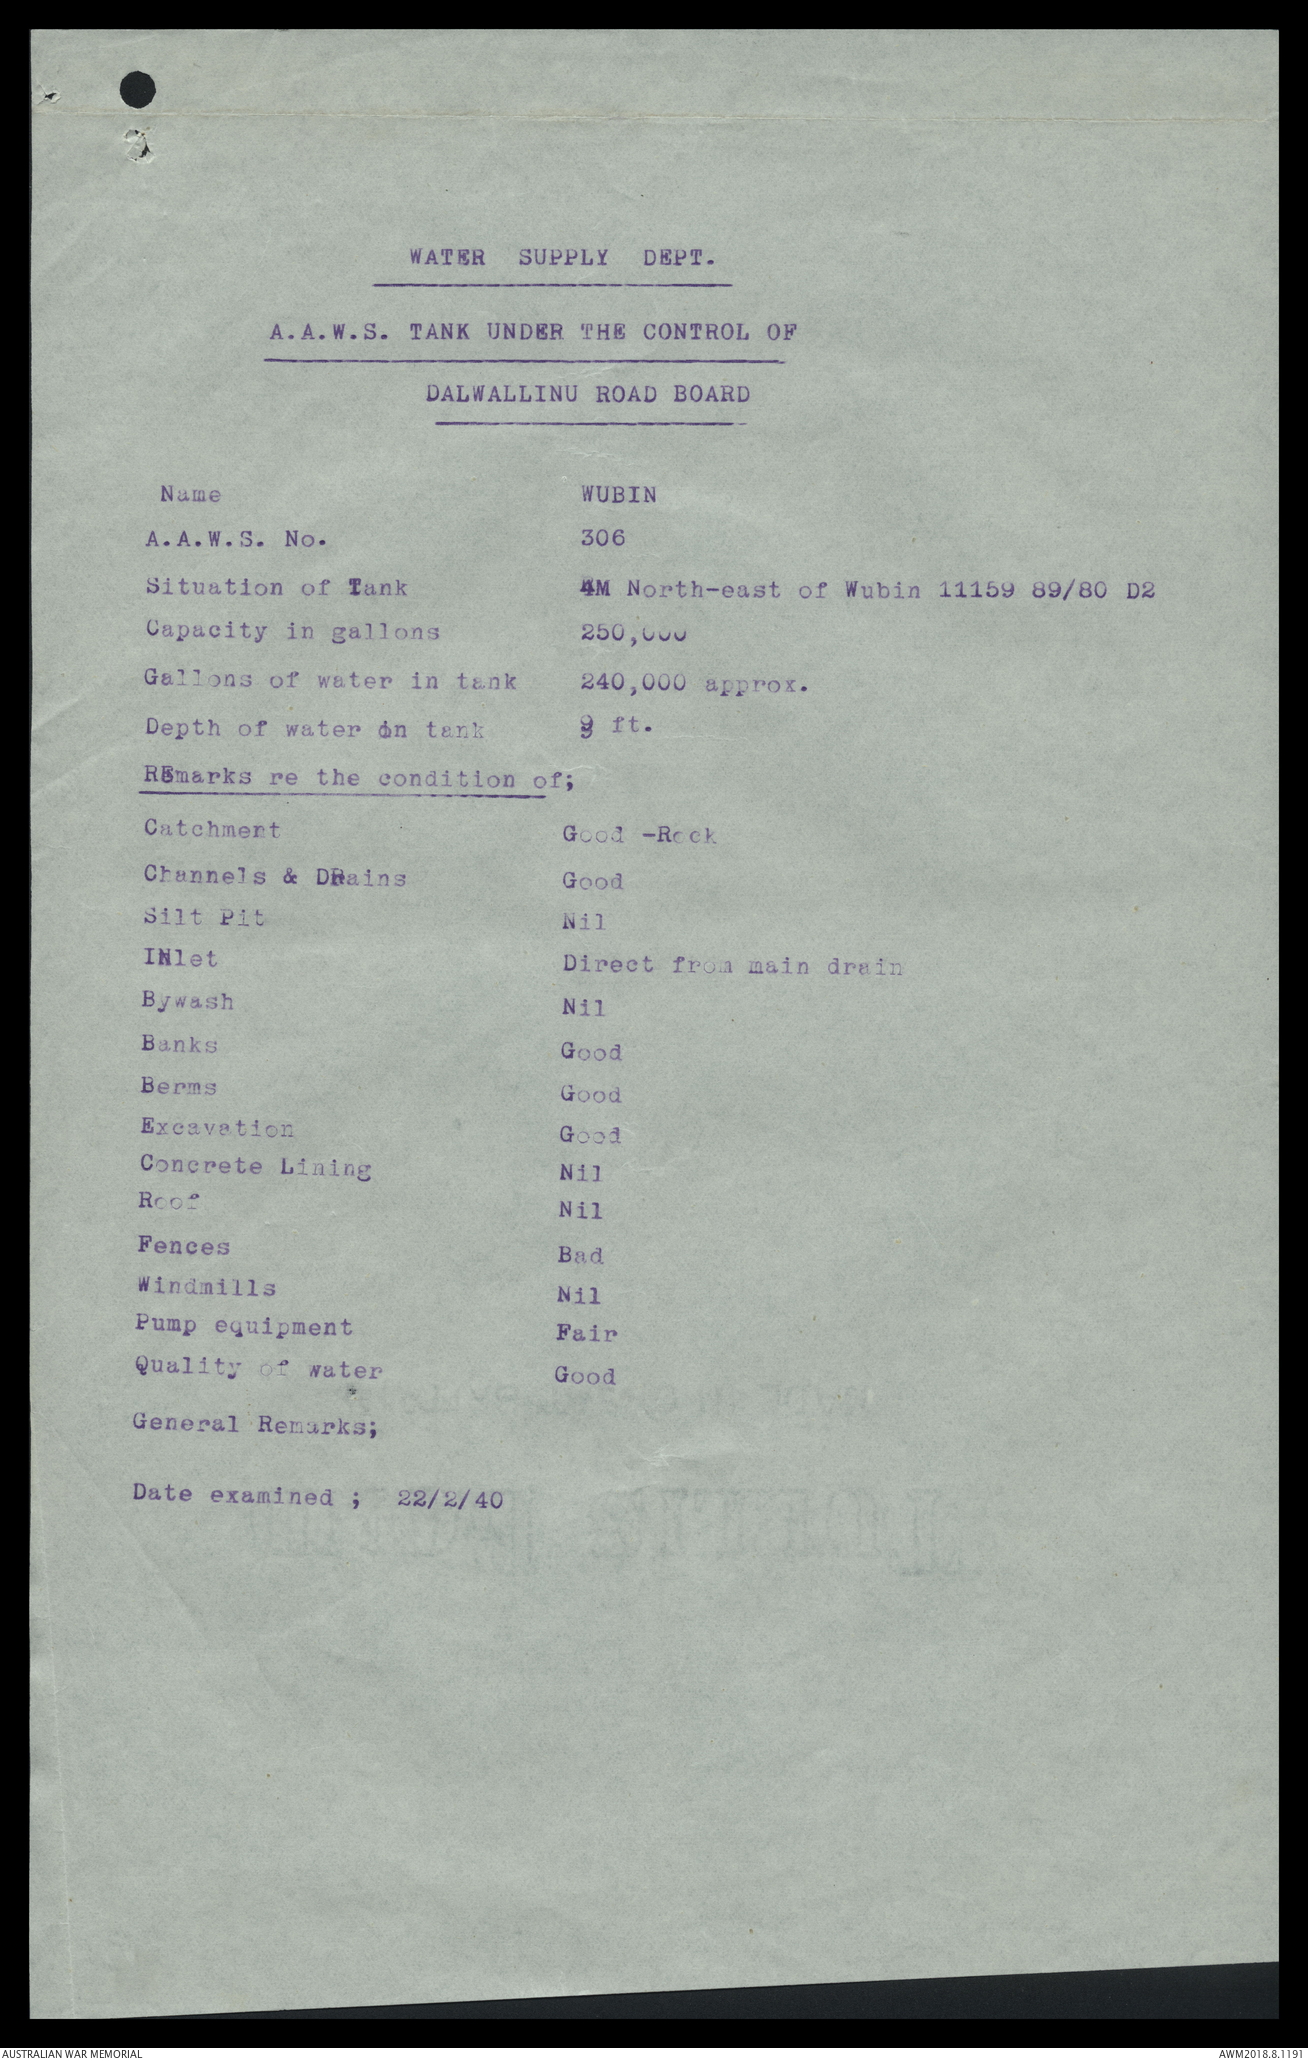 WATER SUPPLY DEPT.
A.A.W.S. TANK UNDER THE CONTROL OF
DALWALLINU ROAD BOARD
Name WUBIN
A.A.W.S. No. 306
Situation of Tank 4M North-east of Wubin 11159 89/80 D2
Capacity in gallons 250,000
Gallons of water in tank 240,000 approx.
Depth of water in tank 9 ft.
REmarks re the condition of;
Catchment Good -Rock
Channels & DRains Good
Silt Pit Nil
INlet Direct from main drain
Bywash Nil
Banks Good
Berms Good
Excavation Good
Concrete Lining Nil
Roof Nil
Fences Bad
Windmills Nil
Pump equipment Fair
Quality of water Good
General Remarks;
Date examined ; 22/2/40
AUSTRALIAN WAR MEMORIAL AWM2018.8.1191